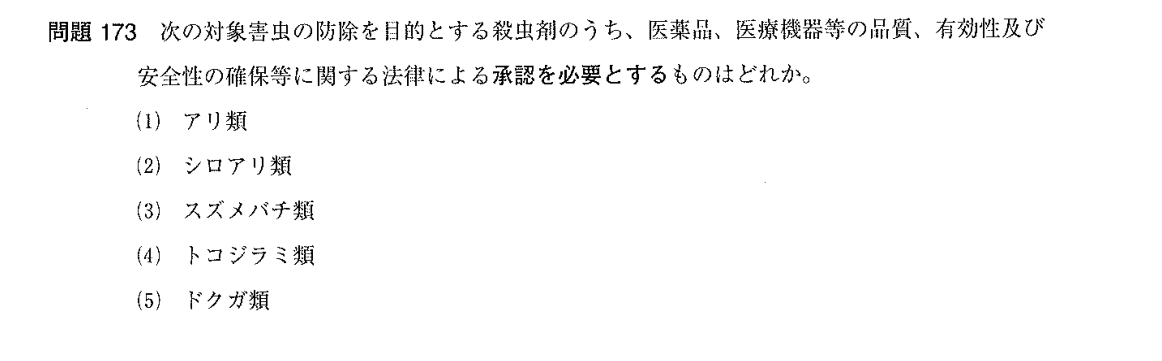 問題 173 次の対象害虫の防除を目的とする殺虫剤のうち、医薬品、医療機器等の品質、有効性及び
安全性の確保等に関する法律による承認を必要とするものはどれか。
(1) アリ類
(2) シロアリ類
(3) スズメバチ類
(4) トコジラミ類
(5) ドクガ類